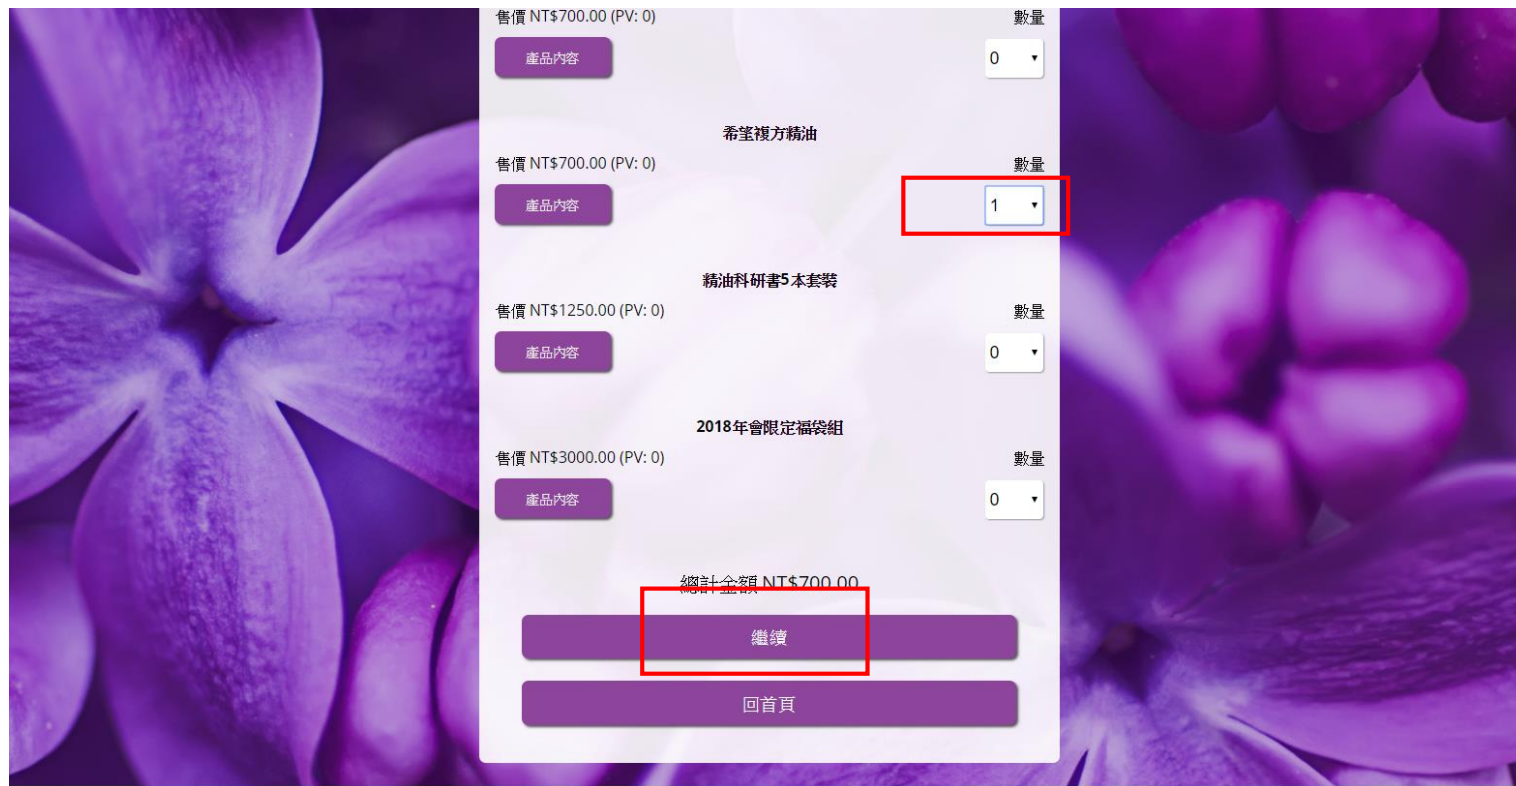 售價 NT$700.00 (PV: 0) 數量
產品內容 0
希望複方精油
售價 NT$700.00 (PV: 0) 數量
產品內容 1
精油科研書5本套裝
售價 NT$1250.00 (PV: 0) 數量
產品內容 0
2018年會限定福袋組
售價 NT$3000.00 (PV: 0) 數量
產品內容 0
總計金額 NT$700.00
繼續
回首頁